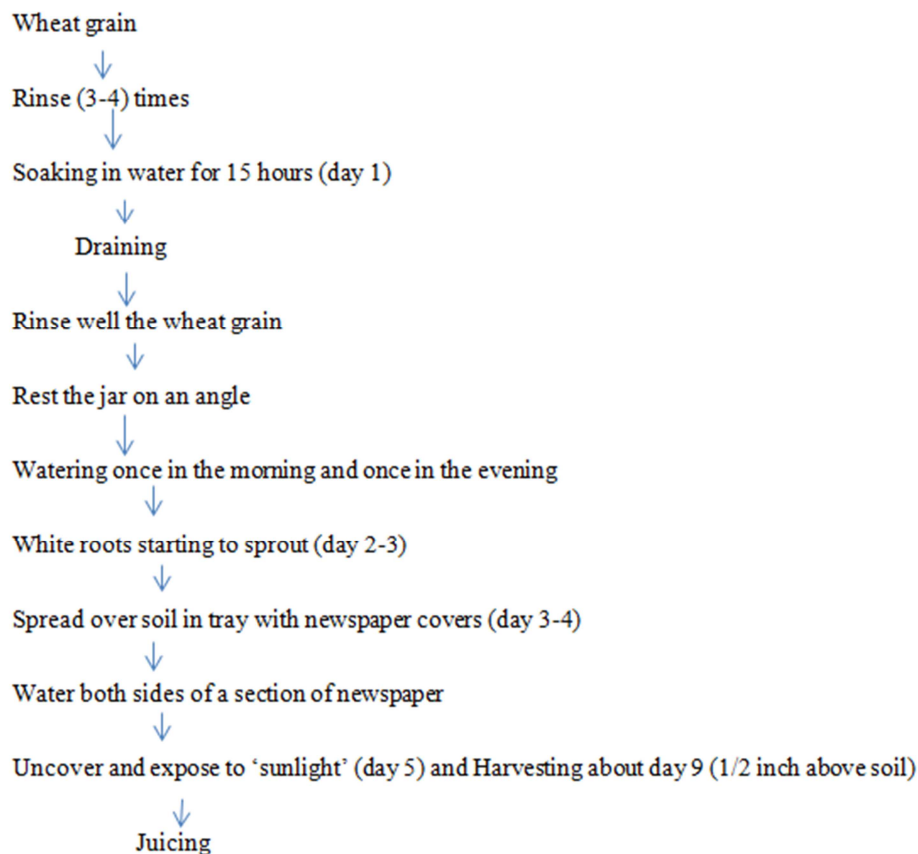 Wheat grain
Rinse (3-4) times
Soaking in water for 15 hours (day 1)
Draining
Rinse well the wheat grain
Rest the jar on an angle
Watering once in the morning and once in the evening
White roots starting to sprout (day 2-3)
Spread over soil in tray with newspaper covers (day 3-4)
Water both sides of a section of newspaper
Uncover and expose to ‘sunlight’ (day 5) and Harvesting about day 9 (1/2 inch above soil)
Juicing